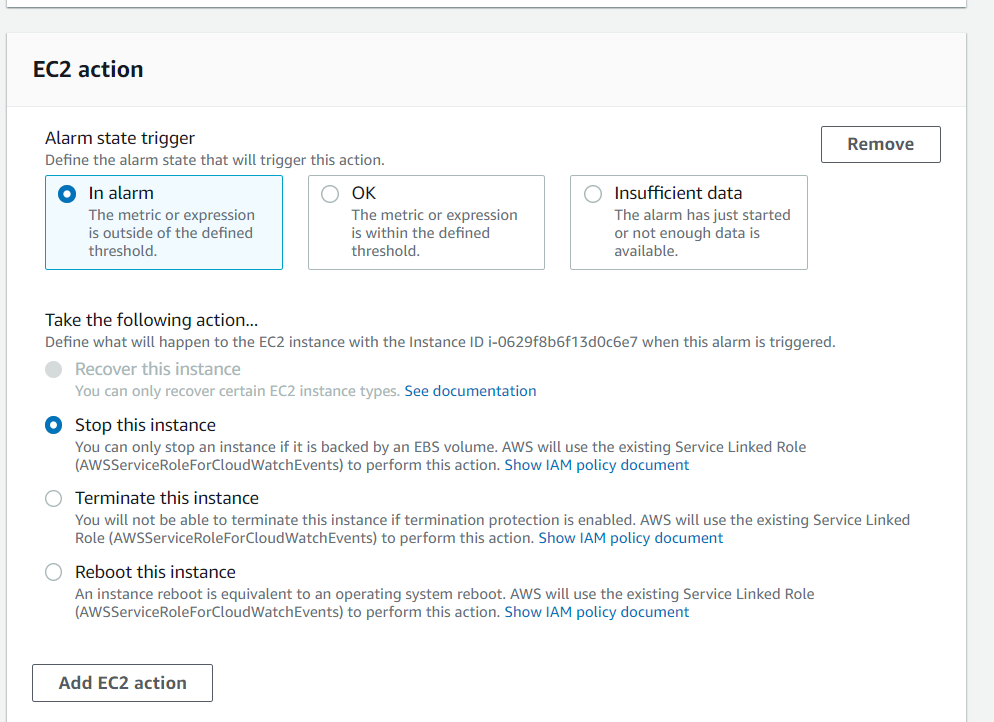 EC2 action
Alarm state trigger
Define the alarm state that will trigger this action.
Remove
In alarm
The metric or expression
is outside of the defined
threshold.
OK
The metric or expression
is within the defined
threshold.
Insufficient data
The alarm has just started
or not enough data is
available.
Take the following action...
Define what will happen to the EC2 instance with the Instance ID i-0629f8b6f13d0c6e7 when this alarm is triggered.
Recover this instance
You can only recover certain EC2 instance types. See documentation
Stop this instance
You can only stop an instance if it is backed by an EBS volume. AWS will use the existing Service Linked Role
(AWSServiceRoleForCloudWatchEvents) to perform this action. Show IAM policy document
Terminate this instance
You will not be able to terminate this instance if termination protection is enabled. AWS will use the existing Service Linked
Role (AWSServiceRoleForCloudWatchEvents) to perform this action. Show IAM policy document
Reboot this instance
An instance reboot is equivalent to an operating system reboot. AWS will use the existing Service Linked Role
(AWSServiceRoleForCloudWatchEvents) to perform this action. Show IAM policy document
Add EC2 action